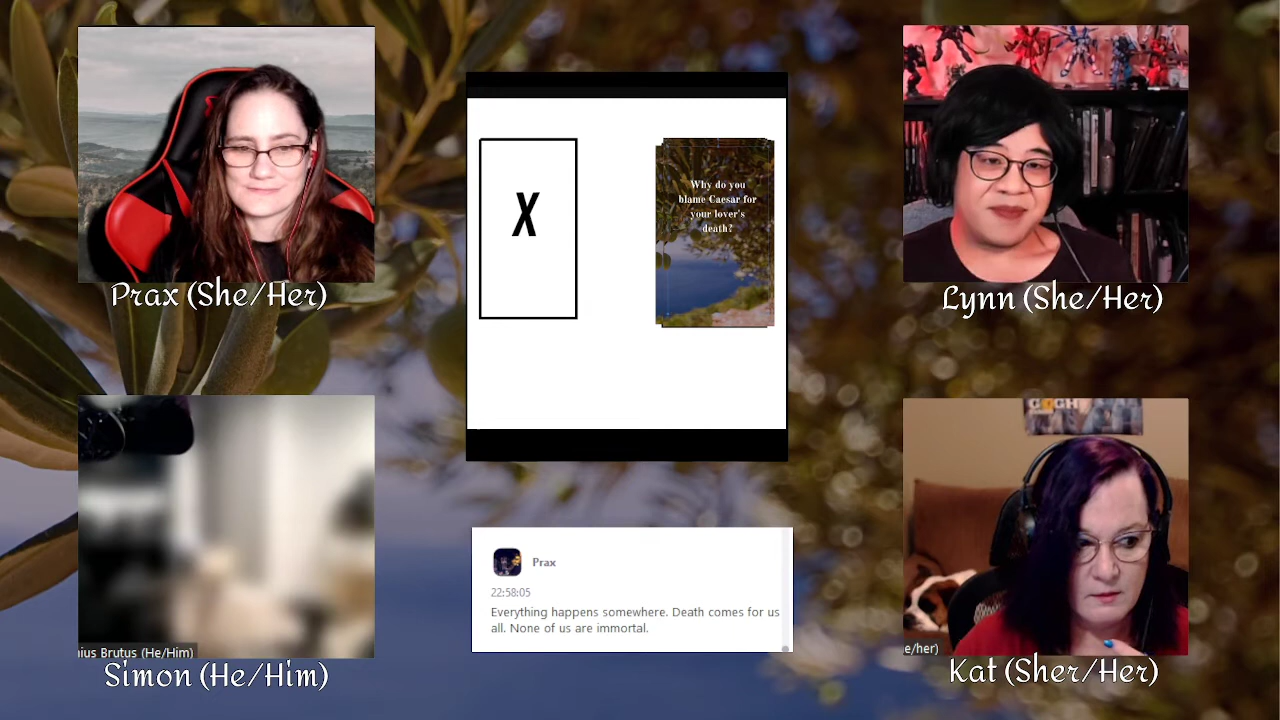 GOGH
X
Why do you
blame Caesar for
your lover's
death?
Prax (She/Her)
Lynn (She/Her)
Prax
22:58:05
Everything happens somewhere. Death comes for us
all. None of us are immortal.
ius Brutus (He/Him)
e/her)
Simon (He/Him)
Kat (Sher/Her)